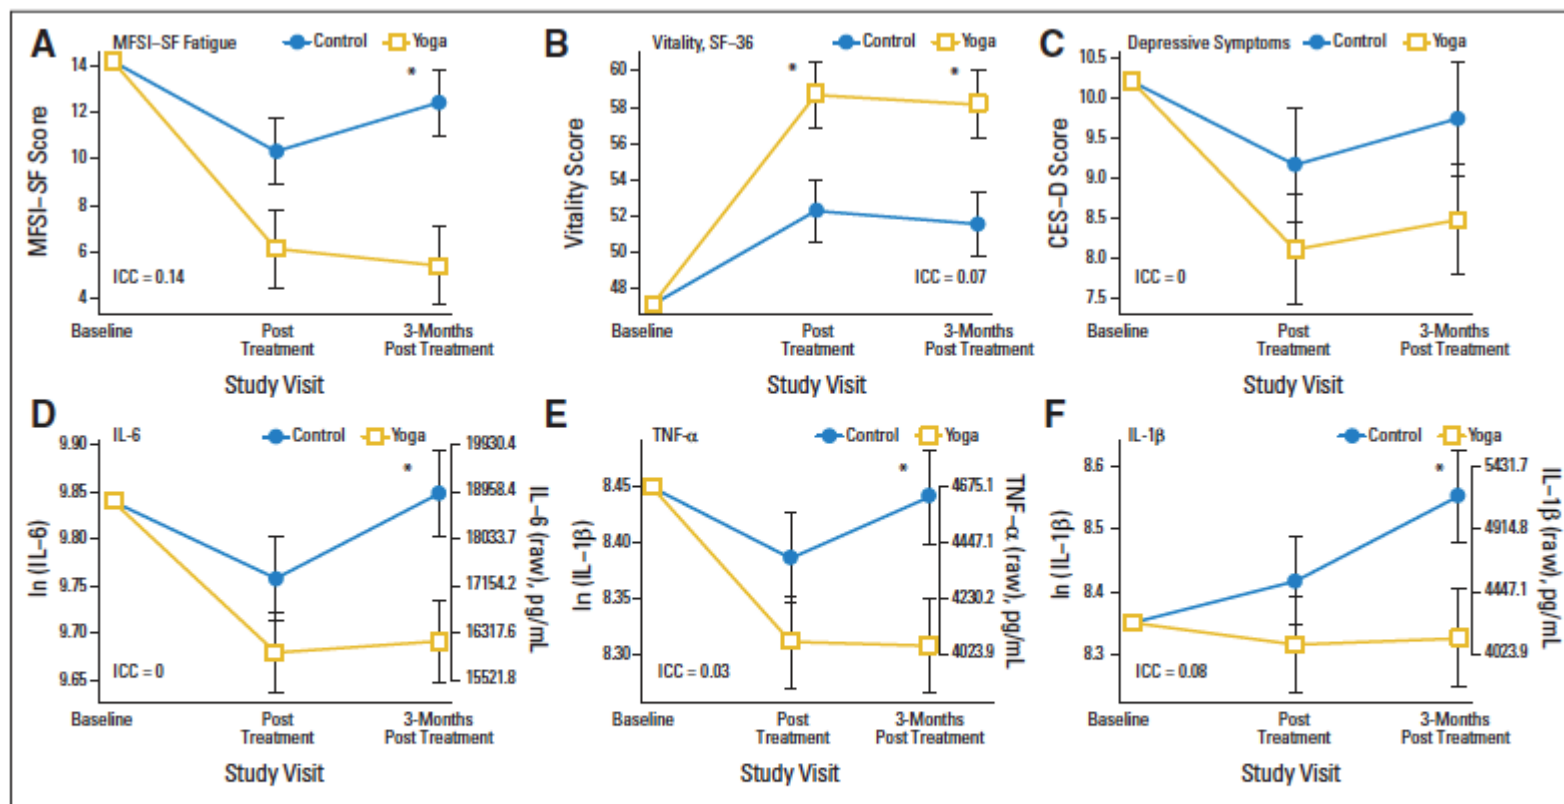 A
MFSI–SF Fatigue
Control
Yoga
MFSI–SF Score
14
12
10
8
6
4
*
ICC = 0.14
Baseline
Post
Treatment
3-Months
Post Treatment
Study Visit
B
Vitality, SF–36
Control
Yoga
Vitality Score
60
58
56
54
52
50
48
*
*
ICC = 0.07
Baseline
Post
Treatment
3-Months
Post Treatment
Study Visit
C
Depressive Symptoms
Control
Yoga
CES–D Score
10.5
10.0
9.5
9.0
8.5
8.0
7.5
ICC = 0
Baseline
Post
Treatment
3-Months
Post Treatment
Study Visit
D
IL-6
Control
Yoga
ln (IL–6)
9.90
9.85
9.80
9.75
9.70
9.65
*
19930.4
18958.4
18033.7
17154.2
16317.6
15521.8
IL–6 (raw), pg/mL
ICC = 0
Baseline
Post
Treatment
3-Months
Post Treatment
Study Visit
E
TNF-α
Control
Yoga
ln (IL–1β)
8.45
8.40
8.35
8.30
*
4675.1
4447.1
4230.2
4023.9
TNF–α (raw), pg/mL
ICC = 0.03
Baseline
Post
Treatment
3-Months
Post Treatment
Study Visit
F
IL-1β
Control
Yoga
ln (IL–1β)
8.6
8.5
8.4
8.3
*
5431.7
4914.8
4447.1
4023.9
IL–1β (raw), pg/mL
ICC = 0.08
Baseline
Post
Treatment
3-Months
Post Treatment
Study Visit